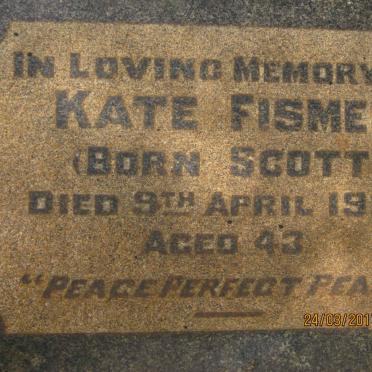 IN LOVING MEMORY
KATE FISME
(BORN SCOTT
DIED 9TH APRIL 19
AGED 43
"PEACE PERFECT PEA
24/03/201